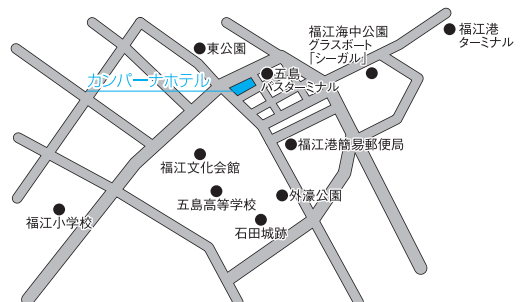 福江港
ターミナル
福江海中公園
グラスボート
「シーガル」
東公園
カンパーナホテル
五島
バスターミナル
福江港簡易郵便局
福江文化会館
五島高等学校
外濠公園
福江小学校
石田城跡